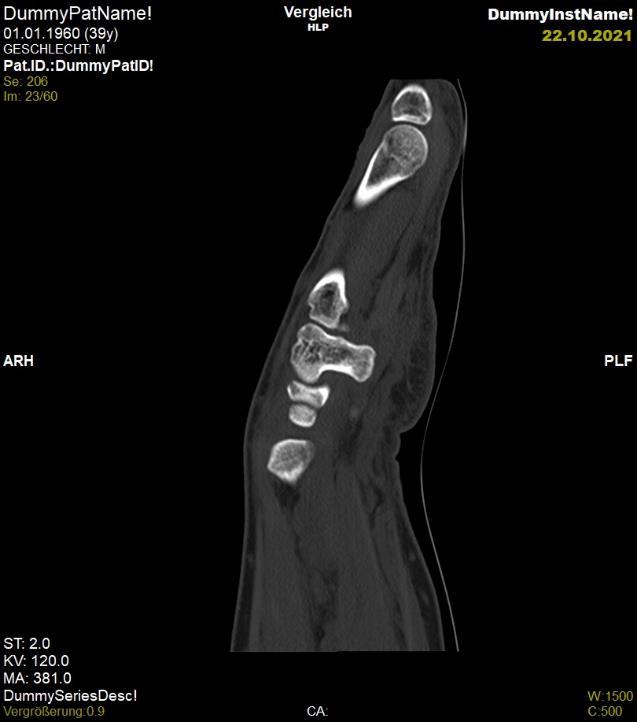 DummyPatName!
01.01.1960 (39y)
GESCHLECHT: M
Pat.ID.:DummyPatID!
Se: 206
Im: 23/60
Vergleich
HLP
DummyInstName!
22.10.2021
ARH
PLF
ST: 2.0
KV: 120.0
MA: 381.0
DummySeriesDesc!
Vergrößerung:0.9
CA:
W:1500
C:500